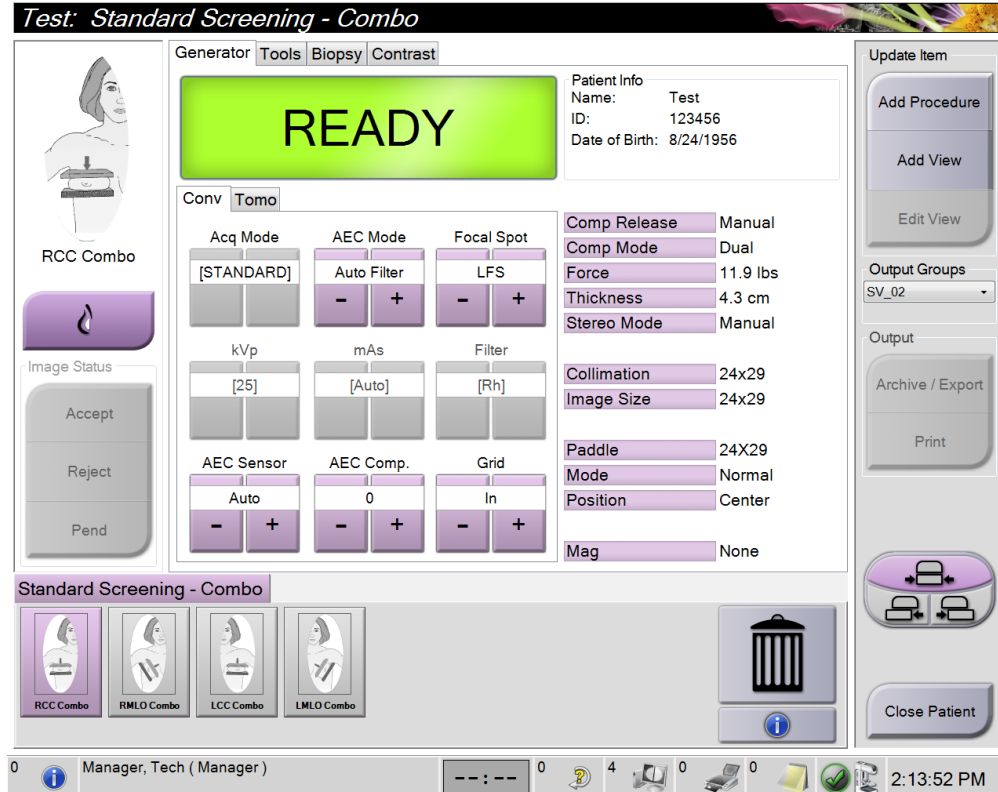 Test: Standard Screening - Combo
Generator Tools Biopsy Contrast
READY
Patient Info
Name: Test
ID: 123456
Date of Birth: 8/24/1956
Conv Tomo
Acq Mode AEC Mode Focal Spot
[STANDARD] Auto Filter LFS
- + - +
kVp mAs Filter
[25] [Auto] [Rh]
AEC Sensor AEC Comp. Grid
Auto 0 In
- + - + - +
Comp Release Manual
Comp Mode Dual
Force 11.9 lbs
Thickness 4.3 cm
Stereo Mode Manual
Collimation 24x29
Image Size 24x29
Paddle 24X29
Mode Normal
Position Center
Mag None
RCC Combo
Image Status
Accept
Reject
Pend
Update Item
Add Procedure
Add View
Edit View
Output Groups
SV_02
Output
Archive / Export
Print
Close Patient
Standard Screening - Combo
RCC Combo RMLO Combo LCC Combo LMLO Combo
0 Manager, Tech ( Manager ) --:-- 0 4 0 0 2:13:52 PM